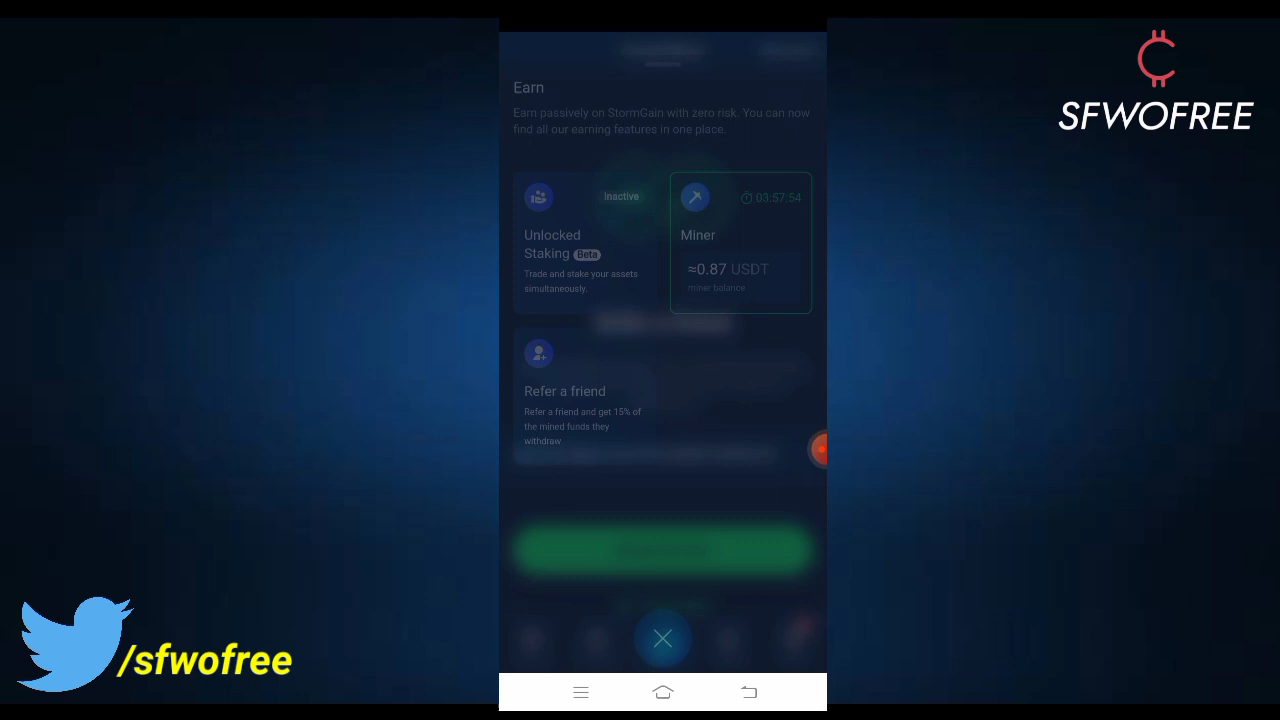 SFWOFREE
Earn
Earn passively on StormGain with zero risk. You can now
find all our earning features in one place.
Inactive
03:57:54
Unlocked
Staking Beta
Trade and stake your assets
simultaneously.
Miner
≈0.87 USDT
miner balance
Refer a friend
Refer a friend and get 15% of
the mined funds they
withdraw
/sfwofree